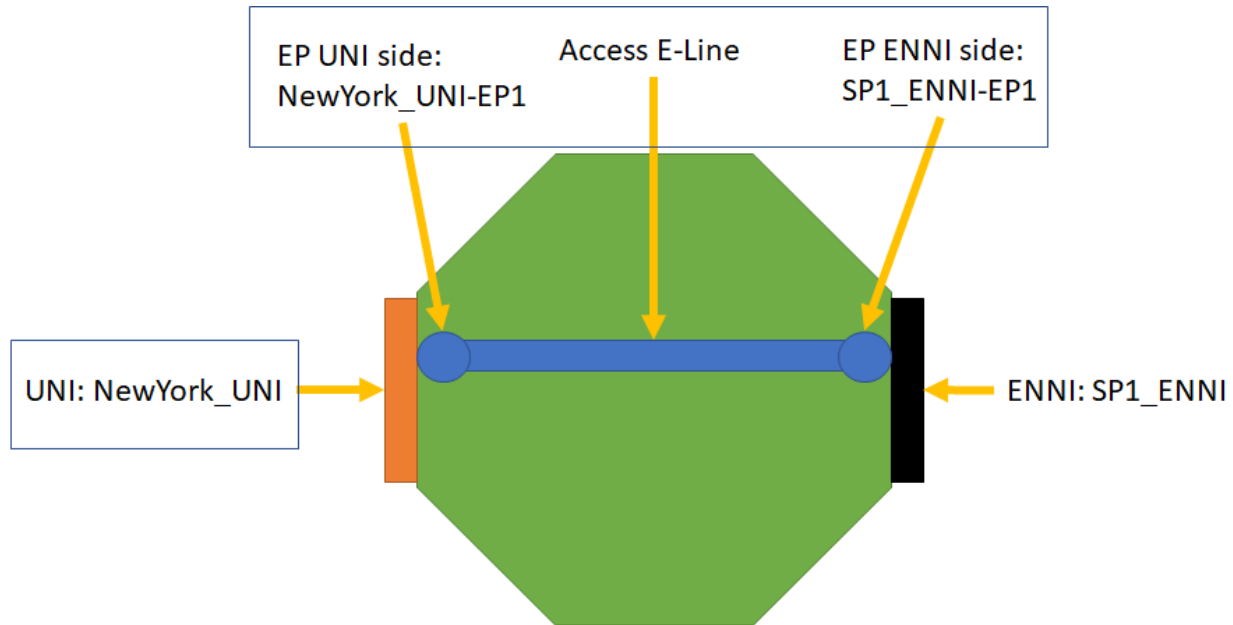 EP UNI side:
NewYork_UNI-EP1
Access E-Line
EP ENNI side:
SP1_ENNI-EP1
UNI: NewYork_UNI
ENNI: SP1_ENNI